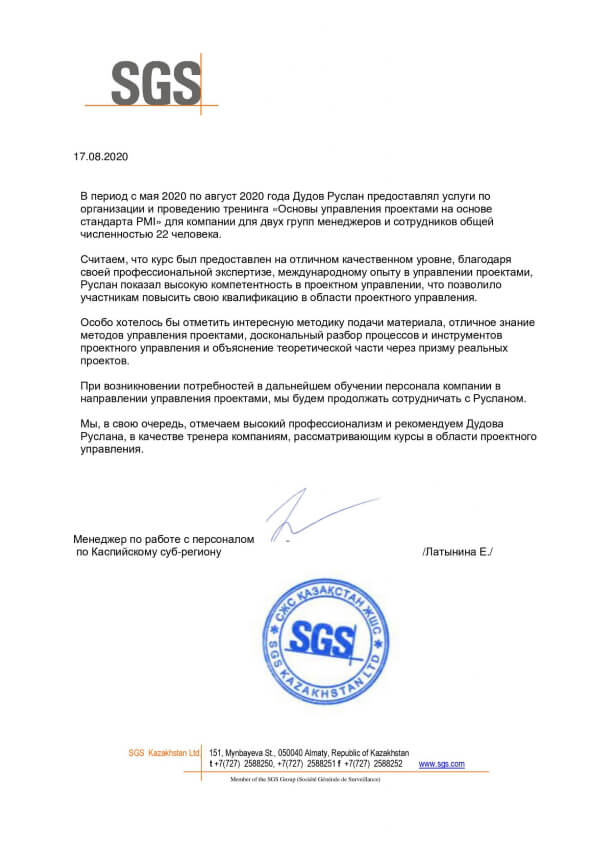 SGS
17.08.2020
В период с мая 2020 по август 2020 года Дудов Руслан предоставлял услуги по
организации и проведению тренинга «Основы управления проектами на основе
стандарта PMI» для компании для двух групп менеджеров и сотрудников общей
численностью 22 человека.
Считаем, что курс был предоставлен на отличном качественном уровне, благодаря
своей профессиональной экспертизе, международному опыту в управлении проектами,
Руслан показал высокую компетентность в проектном управлении, что позволило
участникам повысить свою квалификацию в области проектного управления.
Особо хотелось бы отметить интересную методику подачи материала, отличное знание
методов управления проектами, доскональный разбор процессов и инструментов
проектного управления и объяснение теоретической части через призму реальных
проектов.
При возникновении потребностей в дальнейшем обучении персонала компании в
направлении управления проектами, мы будем продолжать сотрудничать с Русланом.
Мы, в свою очередь, отмечаем высокий профессионализм и рекомендуем Дудова
Руслана, в качестве тренера компаниям, рассматривающим курсы в области проектного
управления.
Менеджер по работе с персоналом
по Каспийскому суб-региону /Латынина Е./
СЖС ҚАЗАҚСТАН ЖШС
SGS
SGS KAZAKHSTAN LTD
SGS Kazakhstan Ltd. 151, Mynbayeva St., 050040 Almaty, Republic of Kazakhstan
t +7(727) 2588250, +7(727) 2588251 f +7(727) 2588252 www.sgs.com
Member of the SGS Group (Société Générale de Surveillance)